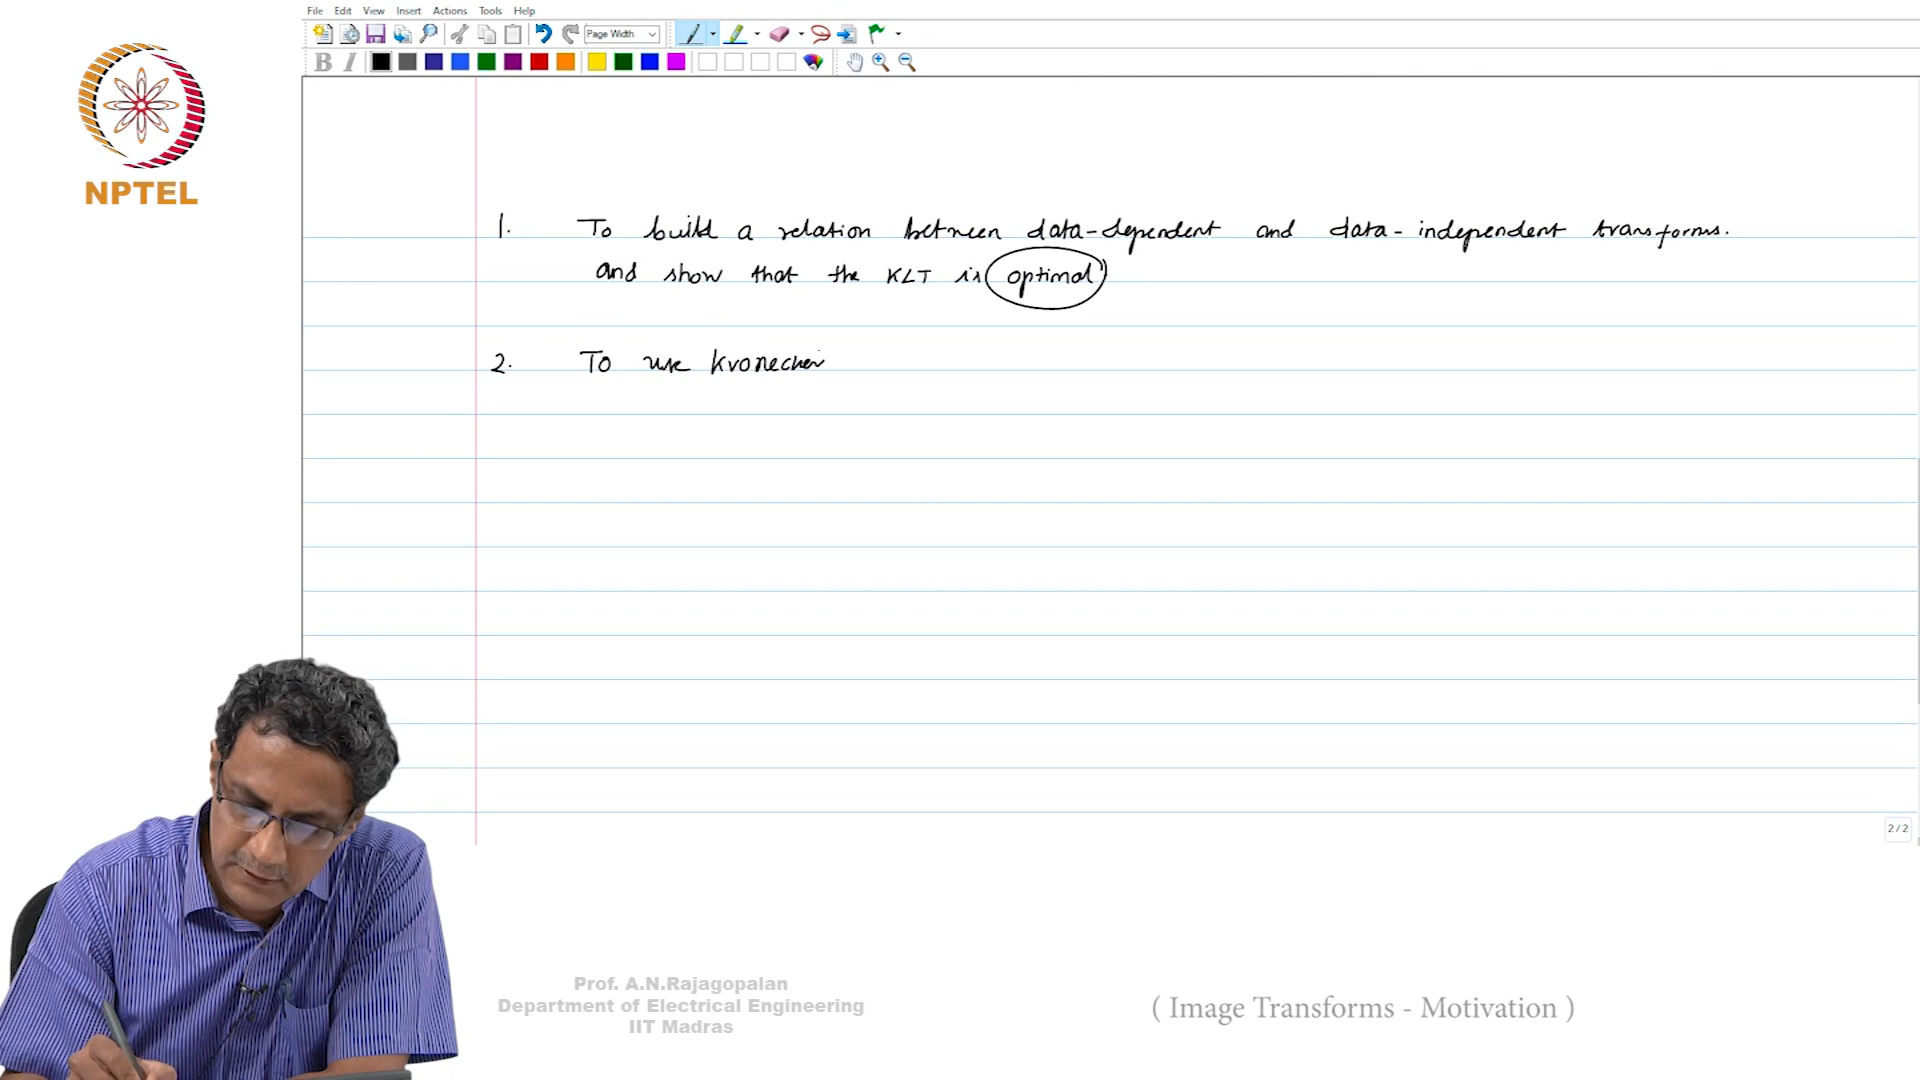 File Edit View Insert Actions Tools Help
Page Width
B I
NPTEL
1. To build a relation between data-dependent and data-independent transforms.
and show that the KLT is optimal
2. To use Kronecker
2 / 2
Prof. A.N.Rajagopalan
Department of Electrical Engineering
IIT Madras
( Image Transforms - Motivation )